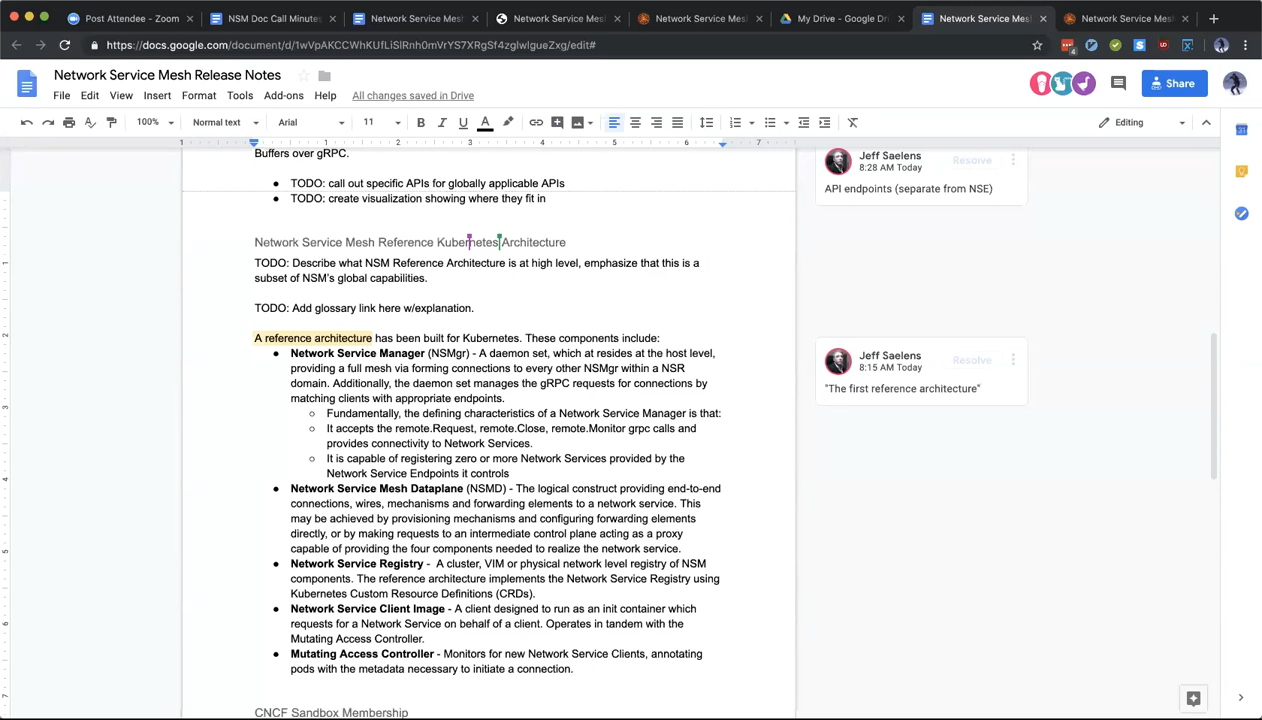 Post Attendee - Zoom
NSM Doc Call Minutes
Network Service Mesh
Network Service Mes
Network Service Mes
My Drive - Google Dr
Network Service Mes
Network Service Mes
https://docs.google.com/document/d/1wVpAKCCWhKUfLiSlRnh0mVrYS7XRgSf4zglwlgueZxg/edit#
Network Service Mesh Release Notes
File Edit View Insert Format Tools Add-ons Help All changes saved in Drive
Share
100% Normal text Arial 11 B I U A Editing
1 1 2 3 4 5 6 7
Buffers over gRPC.
● TODO: call out specific APIs for globally applicable APIs
● TODO: create visualization showing where they fit in
Network Service Mesh Reference Kubernetes Architecture
TODO: Describe what NSM Reference Architecture is at high level, emphasize that this is a
subset of NSM's global capabilities.
TODO: Add glossary link here w/explanation.
A reference architecture has been built for Kubernetes. These components include:
● Network Service Manager (NSMgr) - A daemon set, which at resides at the host level,
providing a full mesh via forming connections to every other NSMgr within a NSR
domain. Additionally, the daemon set manages the gRPC requests for connections by
matching clients with appropriate endpoints.
○ Fundamentally, the defining characteristics of a Network Service Manager is that:
○ It accepts the remote.Request, remote.Close, remote.Monitor grpc calls and
provides connectivity to Network Services.
○ It is capable of registering zero or more Network Services provided by the
Network Service Endpoints it controls
● Network Service Mesh Dataplane (NSMD) - The logical construct providing end-to-end
connections, wires, mechanisms and forwarding elements to a network service. This
may be achieved by provisioning mechanisms and configuring forwarding elements
directly, or by making requests to an intermediate control plane acting as a proxy
capable of providing the four components needed to realize the network service.
● Network Service Registry - A cluster, VIM or physical network level registry of NSM
components. The reference architecture implements the Network Service Registry using
Kubernetes Custom Resource Definitions (CRDs).
● Network Service Client Image - A client designed to run as an init container which
requests for a Network Service on behalf of a client. Operates in tandem with the
Mutating Access Controller.
● Mutating Access Controller - Monitors for new Network Service Clients, annotating
pods with the metadata necessary to initiate a connection.
CNCF Sandbox Membership
Jeff Saelens
Resolve
8:28 AM Today
API endpoints (separate from NSE)
Jeff Saelens
Resolve
8:15 AM Today
"The first reference architecture"